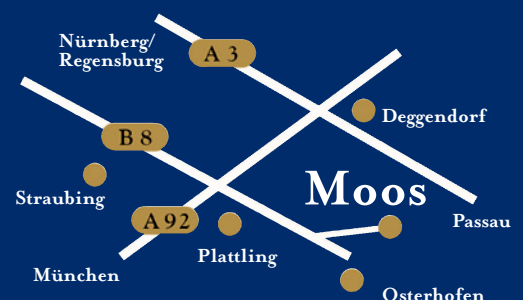 Nürnberg/
Regensburg
A 3
Deggendorf
B 8
Straubing
Moos
A 92
Passau
Plattling
München
Osterhofen